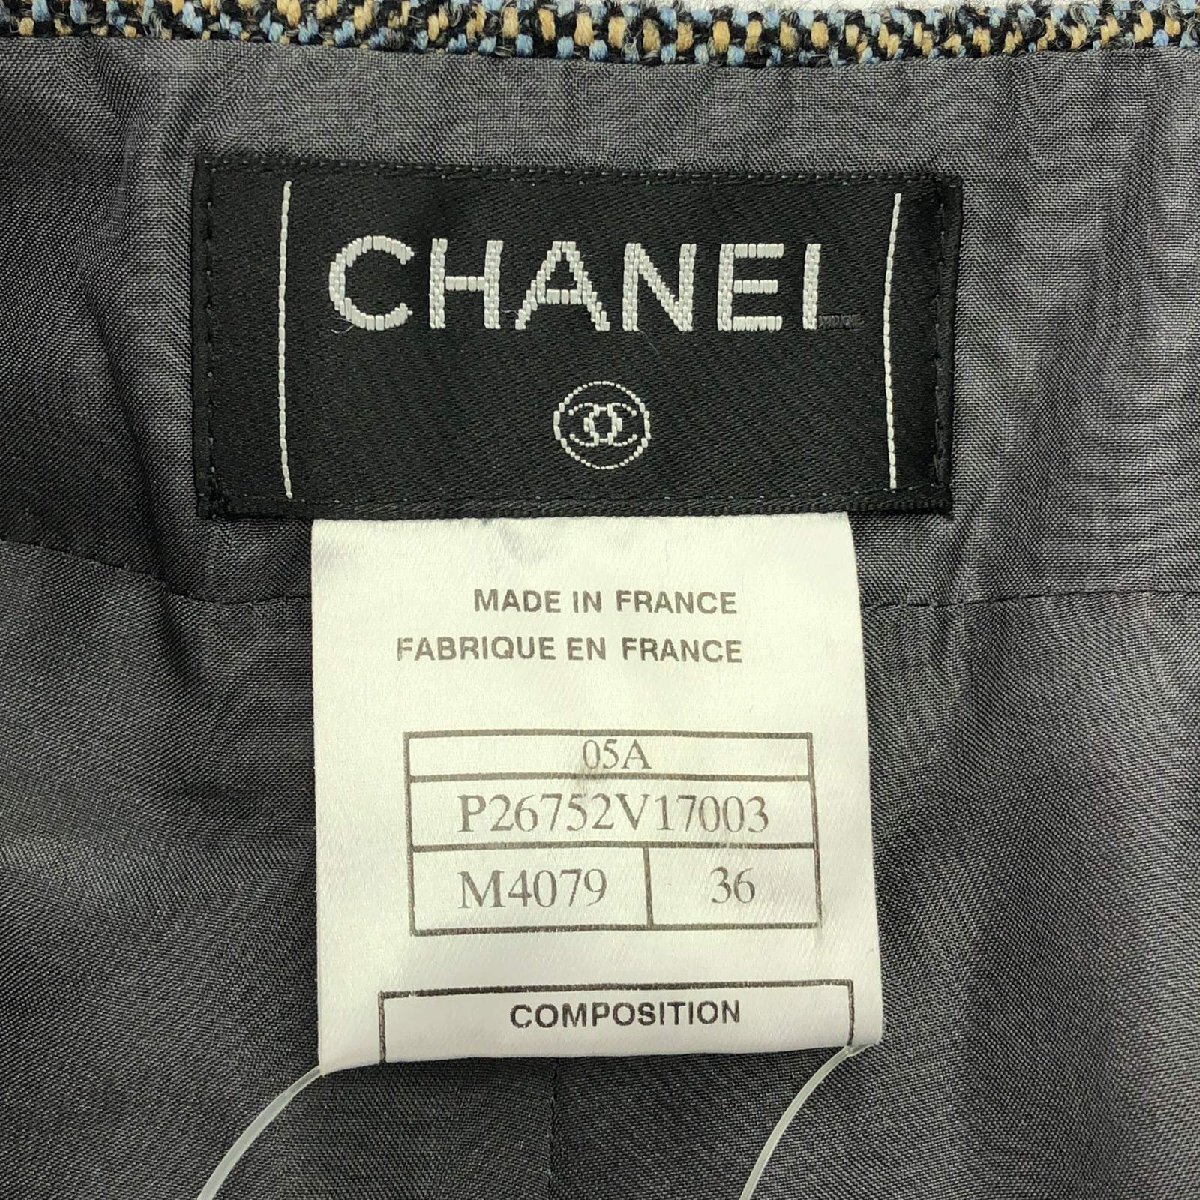 CHANEL
MADE IN FRANCE
FABRIQUE EN FRANCE
05A
P26752V17003
M4079 36
COMPOSITION